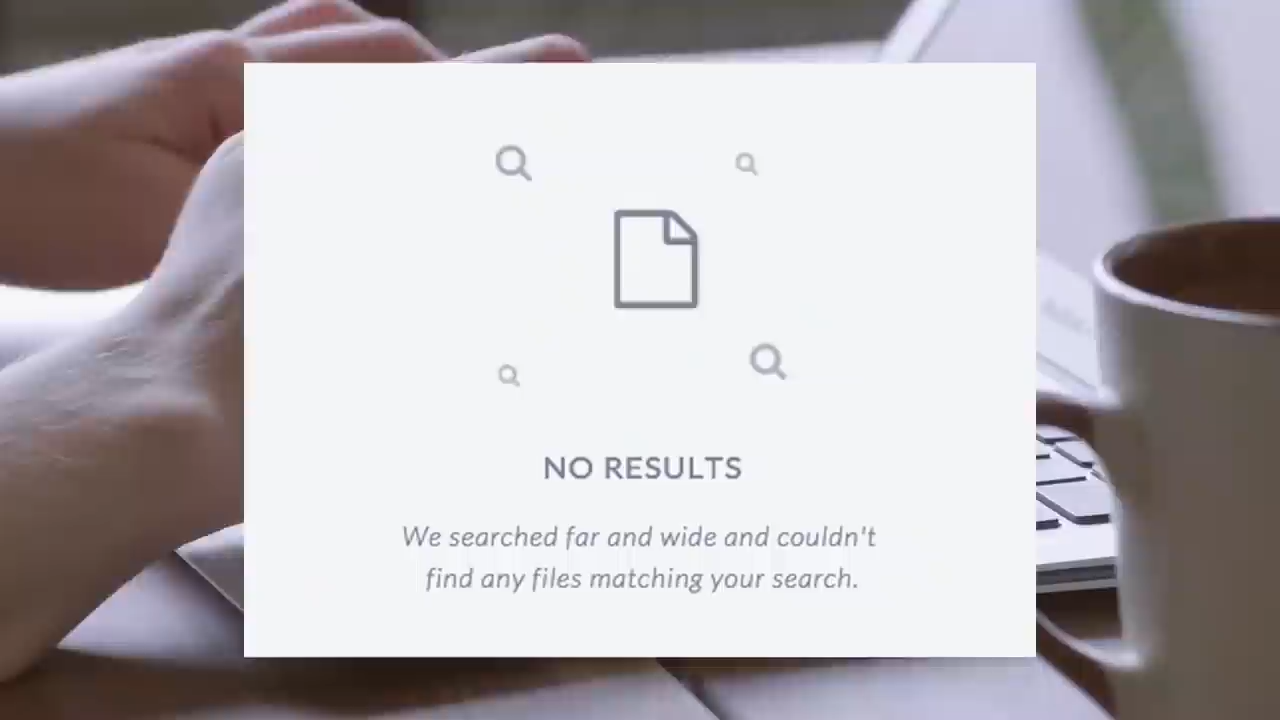 NO RESULTS
We searched far and wide and couldn't
find any files matching your search.